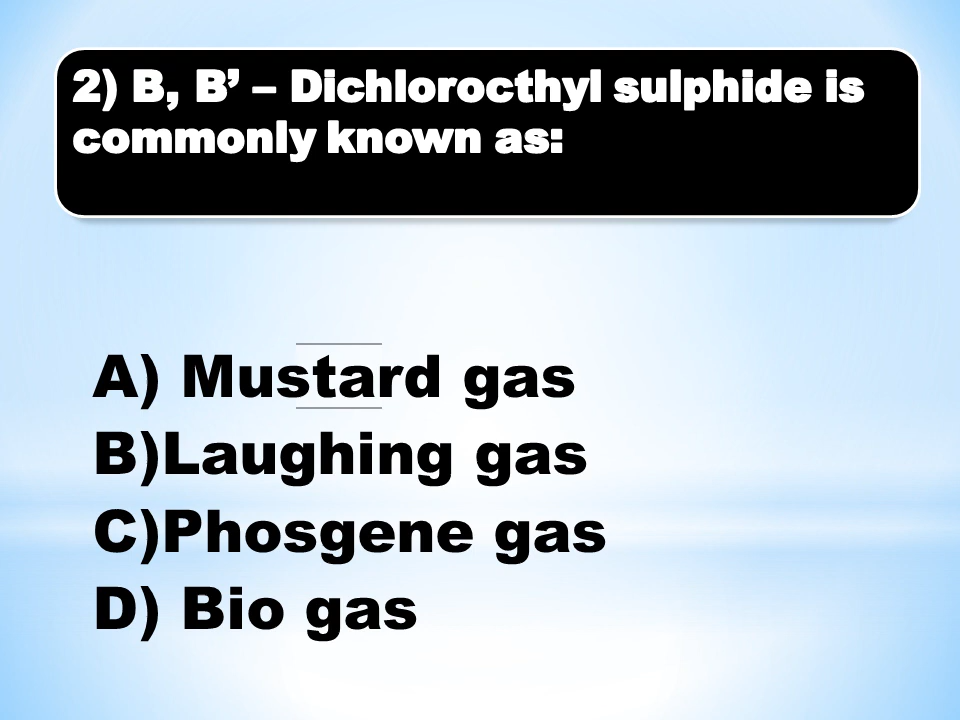 2) B, B’ – Dichlorocthyl sulphide is
commonly known as:
A) Mustard gas
B)Laughing gas
C)Phosgene gas
D) Bio gas